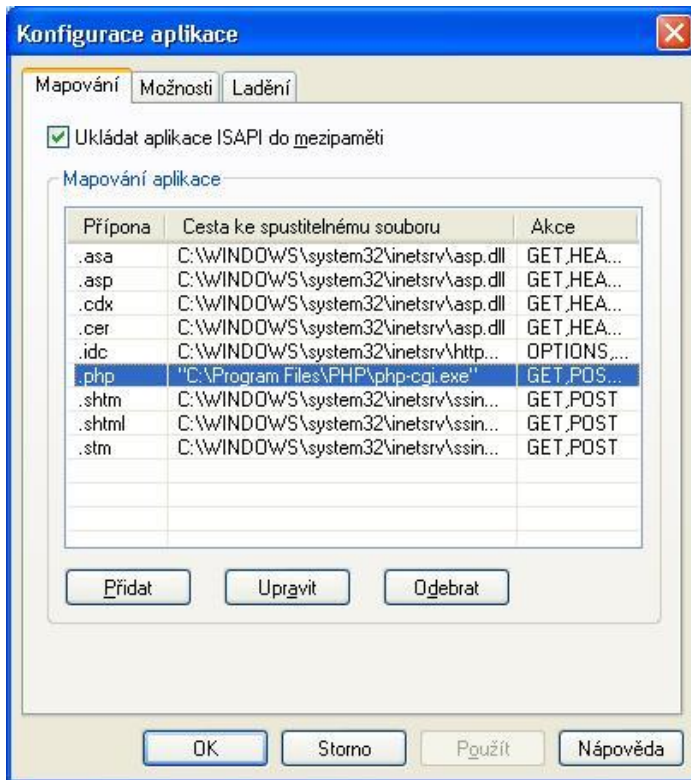 Konfigurace aplikace
Mapování Možnosti Ladění
Ukládat aplikace ISAPI do mezipaměti
Mapování aplikace
Přípona Cesta ke spustitelnému souboru Akce
.asa C:\WINDOWS\system32\inetsrv\asp.dll GET,HEA...
.asp C:\WINDOWS\system32\inetsrv\asp.dll GET,HEA...
.cdx C:\WINDOWS\system32\inetsrv\asp.dll GET,HEA...
.cer C:\WINDOWS\system32\inetsrv\asp.dll GET,HEA...
.idc C:\WINDOWS\system32\inetsrv\http... OPTIONS,...
.php "C:\Program Files\PHP\php-cgi.exe" GET,POS...
.shtm C:\WINDOWS\system32\inetsrv\ssin... GET,POST
.shtml C:\WINDOWS\system32\inetsrv\ssin... GET,POST
.stm C:\WINDOWS\system32\inetsrv\ssin... GET,POST
Přidat Upravit Odebrat
OK Storno Použít Nápověda